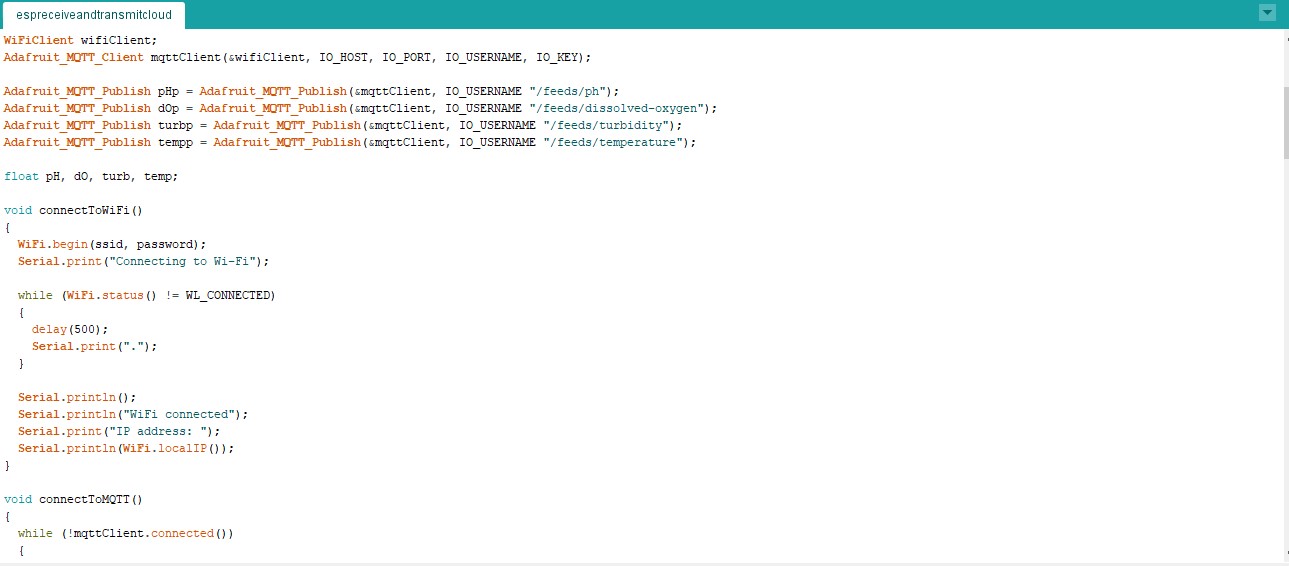 espreceiveandtransmitcloud
WiFiClient wifiClient;
Adafruit_MQTT_Client mqttClient(&wifiClient, IO_HOST, IO_PORT, IO_USERNAME, IO_KEY);
Adafruit_MQTT_Publish pHp = Adafruit_MQTT_Publish(&mqttClient, IO_USERNAME "/feeds/ph");
Adafruit_MQTT_Publish dOp = Adafruit_MQTT_Publish(&mqttClient, IO_USERNAME "/feeds/dissolved-oxygen");
Adafruit_MQTT_Publish turbp = Adafruit_MQTT_Publish(&mqttClient, IO_USERNAME "/feeds/turbidity");
Adafruit_MQTT_Publish tempp = Adafruit_MQTT_Publish(&mqttClient, IO_USERNAME "/feeds/temperature");
float pH, dO, turb, temp;
void connectToWiFi()
{
WiFi.begin(ssid, password);
Serial.print("Connecting to Wi-Fi");
while (WiFi.status() != WL_CONNECTED)
{
delay(500);
Serial.print(".");
}
Serial.println();
Serial.println("WiFi connected");
Serial.print("IP address: ");
Serial.println(WiFi.localIP());
}
void connectToMQTT()
{
while (!mqttClient.connected())
{